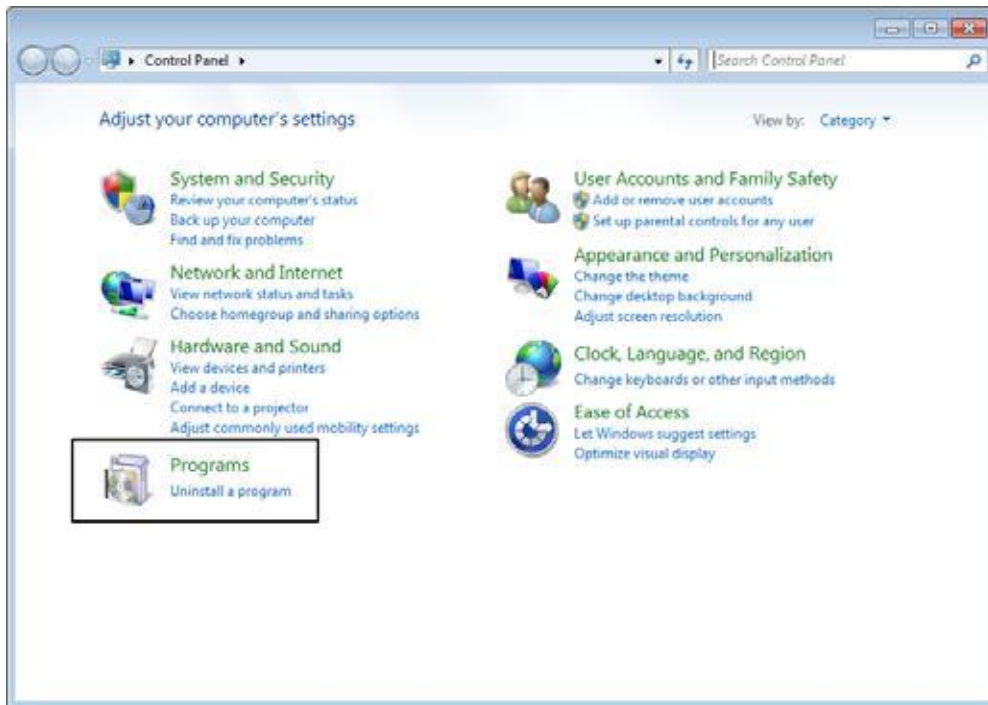 Control Panel
Search Control Panel
Adjust your computer's settings
View by: Category
System and Security
Review your computer's status
Back up your computer
Find and fix problems
Network and Internet
View network status and tasks
Choose homegroup and sharing options
Hardware and Sound
View devices and printers
Add a device
Connect to a projector
Adjust commonly used mobility settings
Programs
Uninstall a program
User Accounts and Family Safety
Add or remove user accounts
Set up parental controls for any user
Appearance and Personalization
Change the theme
Change desktop background
Adjust screen resolution
Clock, Language, and Region
Change keyboards or other input methods
Ease of Access
Let Windows suggest settings
Optimize visual display